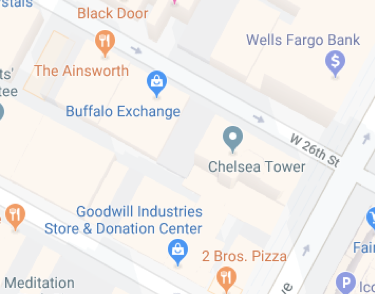 Black Door
Wells Fargo Bank
The Ainsworth
Buffalo Exchange
W 26th St
Chelsea Tower
Goodwill Industries
Store & Donation Center
2 Bros. Pizza
Meditation